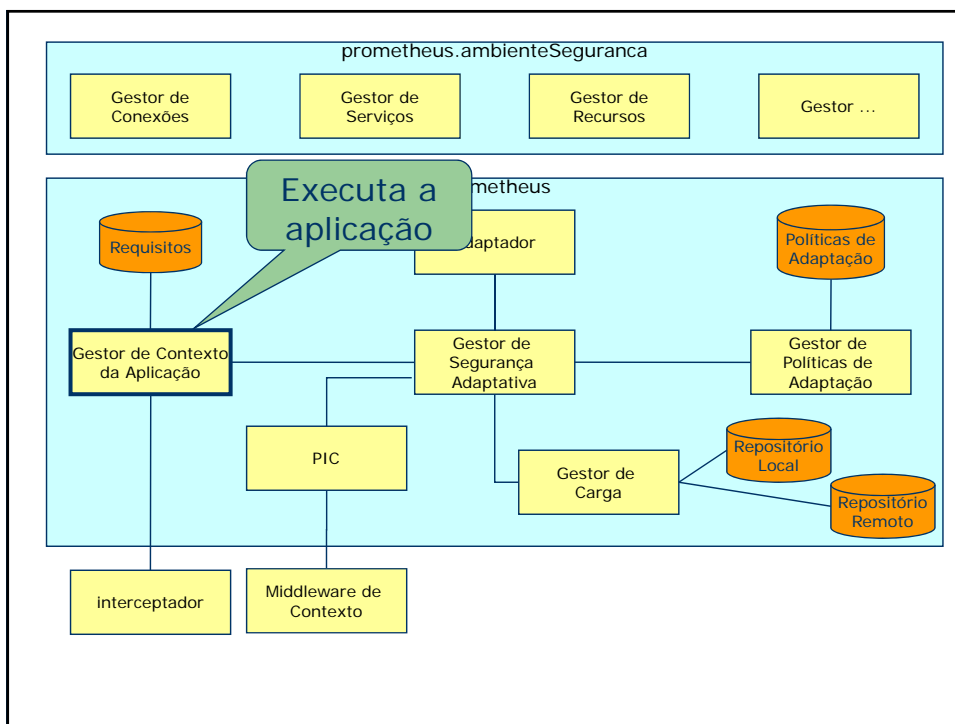 prometheus.ambienteSeguranca
Gestor de
Conexões
Gestor de
Serviços
Gestor de
Recursos
Gestor ...
metheus
Executa a
aplicação
Requisitos
daptador
Políticas de
Adaptação
Gestor de Contexto
da Aplicação
Gestor de
Segurança
Adaptativa
Gestor de
Políticas de
Adaptação
PIC
Gestor de
Carga
Repositório
Local
Repositório
Remoto
interceptador
Middleware de
Contexto